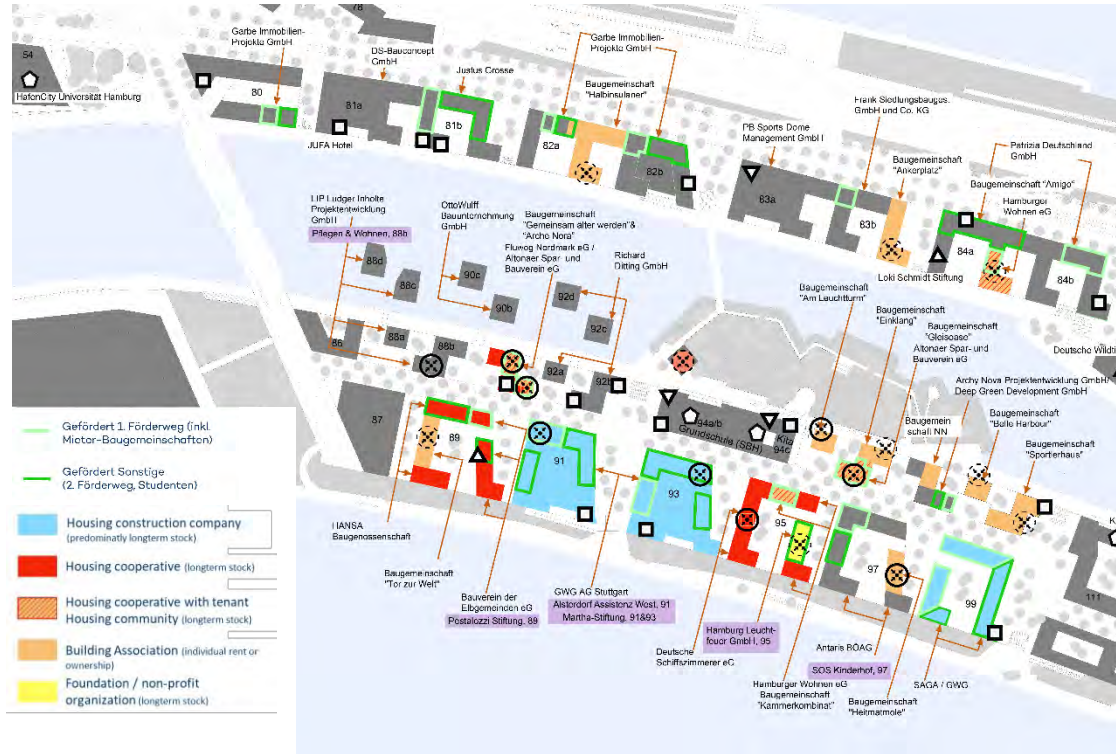 78
Garbe Immobilien-
Projekte GmbH
DS-Bauconcept
GmbH
Garbe Immobilien-
Projekte GmbH
54
HafenCity Universität Hamburg
80
81a
JUFA Hotel
Justus Grosse
81b
Baugemeinschaft
"Halbinsulaner"
82a
82b
PB Sports Dome
Management GmbH
83a
Frank Siedlungsbauges.
GmbH und Co. KG
83b
Baugemeinschaft
"Ankerplatz"
Patrizia Deutschland
GmbH
Baugemeinschaft "Amigo"
Hamburger
Wohnen eG
84a
84b
Loki Schmidt Stiftung
Deutsche Wildti
LIP Ludger Inholte
Projektentwicklung
GmbH
Pflegen & Wohnen, 88b
OttoWulff
Bauunternehmung
GmbH
Baugemeinschaft
"Gemeinsam älter werden"&
"Arche Nora"
Fluwog Nordmark eG /
Altonaer Spar- und
Bauverein eG
Richard
Ditting GmbH
88d
88c
90c
90b
92d
92c
86
88a
88b
92a
92b
Baugemeinschaft
"Am Leuchtturm"
Baugemeinschaft
"Einklang"
Baugemeinschaft
"Gleisoase"
Altonaer Spar- und
Bauverein eG
Archy Nova Projektentwicklung GmbH/
Deep Green Development GmbH
Baugemein
schaft NN
Baugemeinschaft
"Belle Harbour"
Baugemeinschaft
"Sportlerhaus"
87
89
91
93
94a/b
Grundschule (SBH)
Kita
94c
95
97
99
111
K
HANSA
Baugenossenschaft
Baugemeinschaft
"Tor zur Welt"
Bauverein der
Elbgemeinden eG
Pestalozzi Stiftung, 89
GWG AG Stuttgart
Alsterdorf Assistenz West, 91
Martha-Stiftung, 91&93
Deutsche
Schiffszimmerer eG
Hamburg Leucht-
feuer GmbH, 95
Hamburger Wohnen eG
Baugemeinschaft
"Kammerkombinat"
Antaris BÖAG
SOS Kinderhof, 97
Baugemeinschaft
"Heimatmole"
SAGA / GWG
Gefördert 1. Förderweg (inkl.
Mieter-Baugemeinschaften)
Gefördert Sonstige
(2. Förderweg, Studenten)
Housing construction company
(predominatly longterm stock)
Housing cooperative (longterm stock)
Housing cooperative with tenant
Housing community (longterm stock)
Building Association (individual rent or
ownership)
Foundation / non-profit
organization (longterm stock)